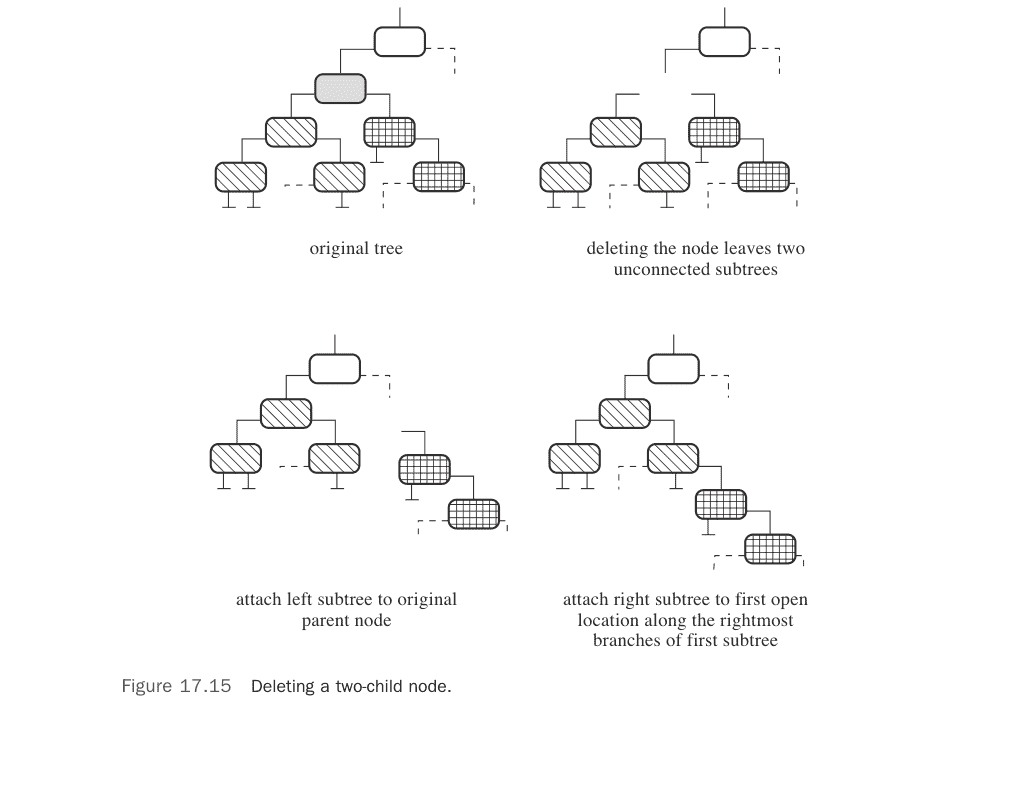 original tree
deleting the node leaves two
unconnected subtrees
attach left subtree to original
parent node
attach right subtree to first open
location along the rightmost
branches of first subtree
Figure 17.15 Deleting a two-child node.